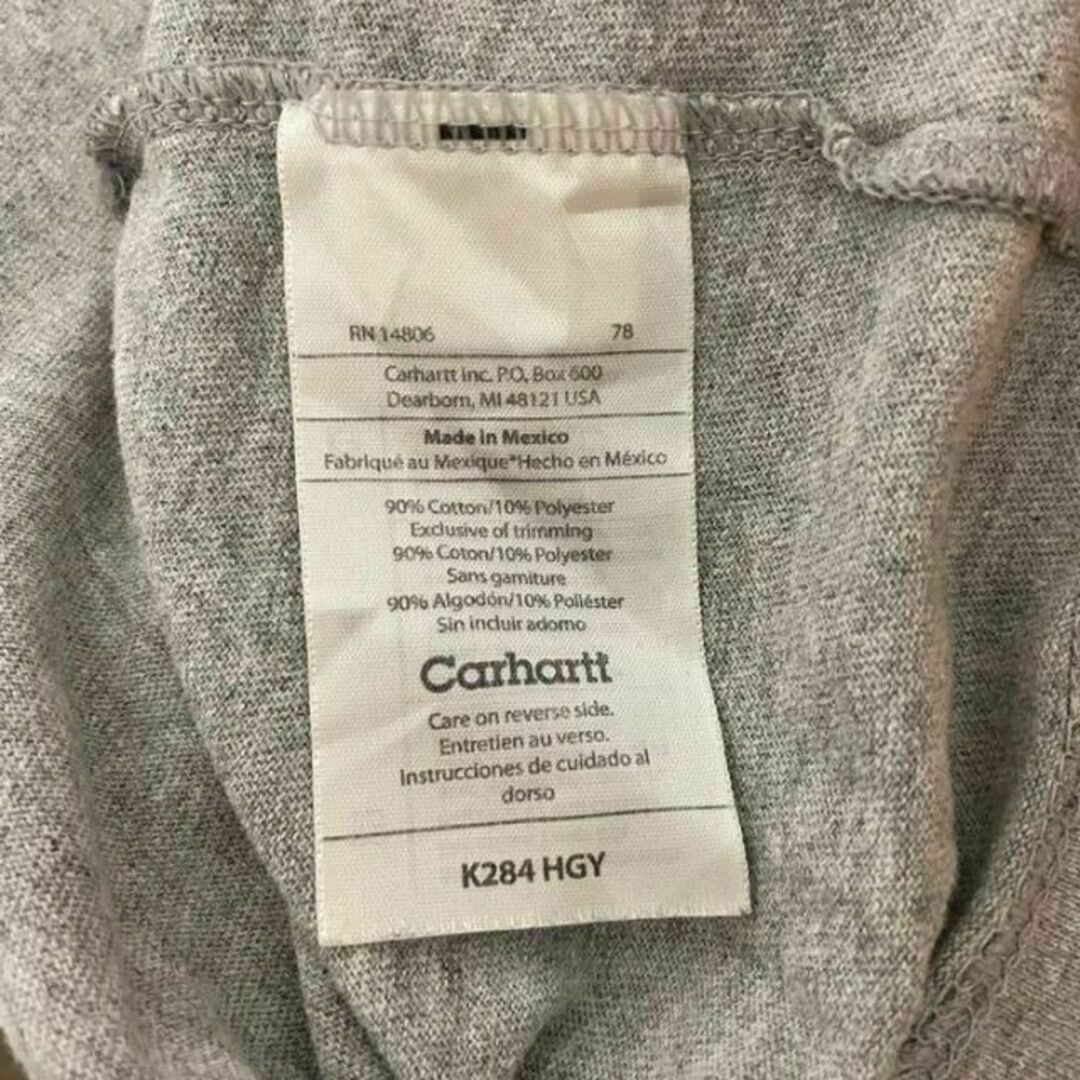 RN 14806 78
Carhartt Inc. P.O. Box 600
Dearborn, MI 48121 USA
Made in Mexico
Fabriqué au Mexique*Hecho en México
90% Cotton/10% Polyester
Exclusive of trimming
90% Coton/10% Polyester
Sans garniture
90% Algodón/10% Poliéster
Sin incluir adorno
Carhartt
Care on reverse side.
Entretien au verso.
Instrucciones de cuidado al
dorso
K284 HGY